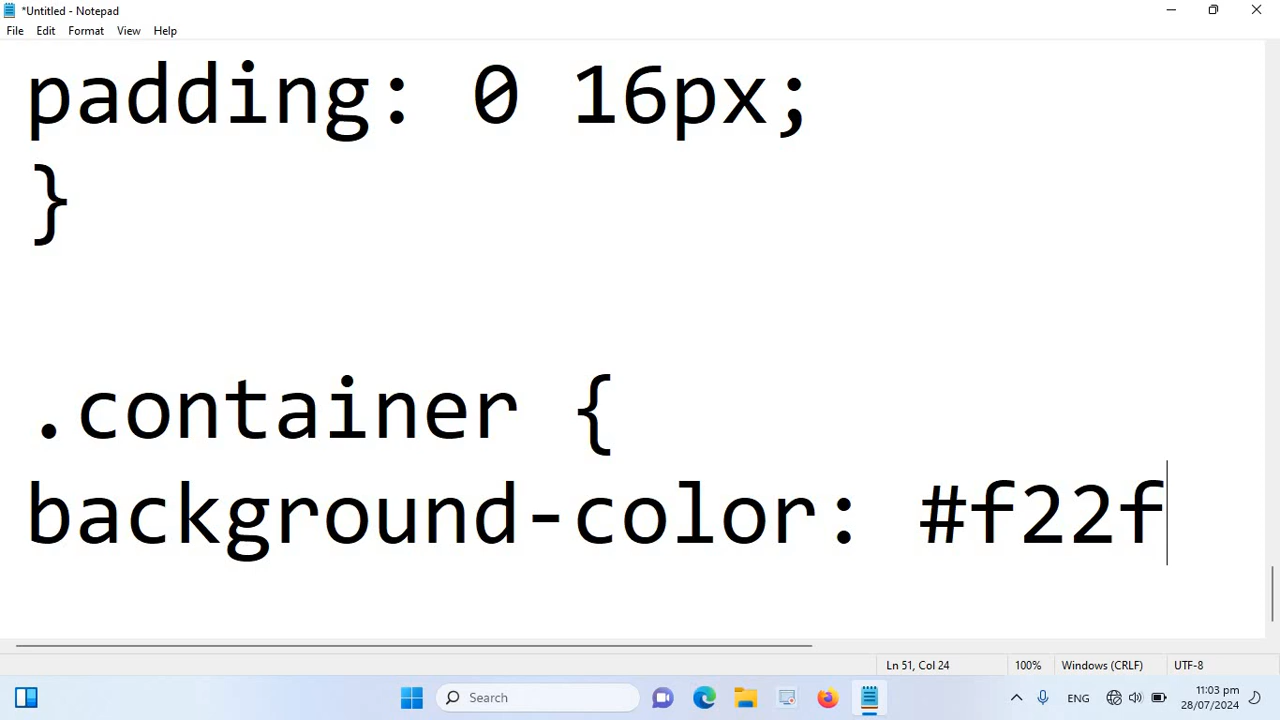 *Untitled - Notepad
File Edit Format View Help
padding: 0 16px;
}
.container {
background-color: #f22f
Ln 51, Col 24 100% Windows (CRLF) UTF-8
Search
ENG
11:03 pm
28/07/2024